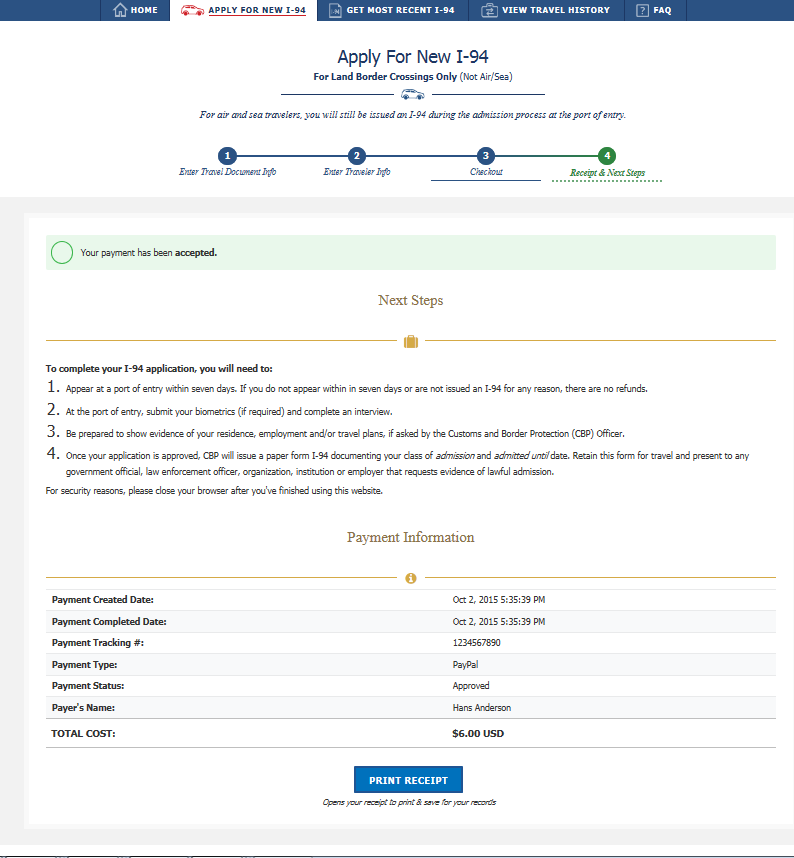 HOME
APPLY FOR NEW I-94
GET MOST RECENT I-94
VIEW TRAVEL HISTORY
? FAQ
Apply For New I-94
For Land Border Crossings Only (Not Air/Sea)
For air and sea travelers, you will still be issued an I-94 during the admission process at the port of entry.
1 2 3 4
Enter Travel Document Info
Enter Traveler Info
Checkout
Receipt & Next Steps
Your payment has been accepted.
Next Steps
To complete your I-94 application, you will need to:
1. Appear at a port of entry within seven days. If you do not appear within in seven days or are not issued an I-94 for any reason, there are no refunds.
2. At the port of entry, submit your biometrics (if required) and complete an interview.
3. Be prepared to show evidence of your residence, employment and/or travel plans, if asked by the Customs and Border Protection (CBP) Officer.
4. Once your application is approved, CBP will issue a paper form I-94 documenting your class of admission and admitted until date. Retain this form for travel and present to any
government official, law enforcement officer, organization, institution or employer that requests evidence of lawful admission.
For security reasons, please close your browser after you've finished using this website.
Payment Information
Payment Created Date: Oct 2, 2015 5:35:39 PM
Payment Completed Date: Oct 2, 2015 5:35:39 PM
Payment Tracking #: 1234567890
Payment Type: PayPal
Payment Status: Approved
Payer's Name: Hans Anderson
TOTAL COST: $6.00 USD
PRINT RECEIPT
Opens your receipt to print & save for your records